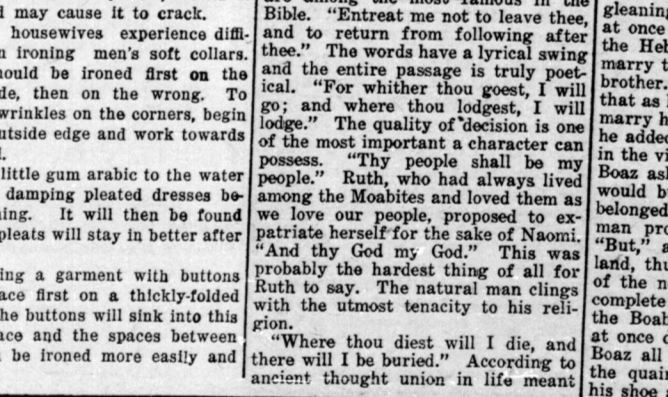 d may cause it to crack.
housewives experience diffi-
n ironing men's soft collars.
hould be ironed first on the
de, then on the wrong. To
wrinkles on the corners, begin
utside edge and work towards
little gum arabic to the water
damping pleated dresses be-
ning. It will then be found
pleats will stay in better after
ing a garment with buttons
ace first on a thickly-folded
he buttons will sink into this
ace and the spaces between
be ironed more easily and
are among the most famous in the
Bible. "Entreat me not to leave thee,
and to return from following after
thee." The words have a lyrical swing
and the entire passage is truly poet-
ical. "For whither thou goest, I will
go; and where thou lodgest, I will
lodge." The quality of decision is one
of the most important a character can
possess. "Thy people shall be my
people." Ruth, who had always lived
among the Moabites and loved them as
we love our people, proposed to ex-
patriate herself for the sake of Naomi.
"And thy God my God." This was
probably the hardest thing of all for
Ruth to say. The natural man clings
with the utmost tenacity to his reli-
gion.
"Where thou diest will I die, and
there will I be buried." According to
ancient thought union in life meant
gleaning
at once
the Heb
marry t
brother.
that as
marry h
he added
in the vi
Boaz ask
would b
belonged
man pro
"But," a
land, thu
of the n
complete
the Boab
at once c
Boaz all
the quai
his shoe